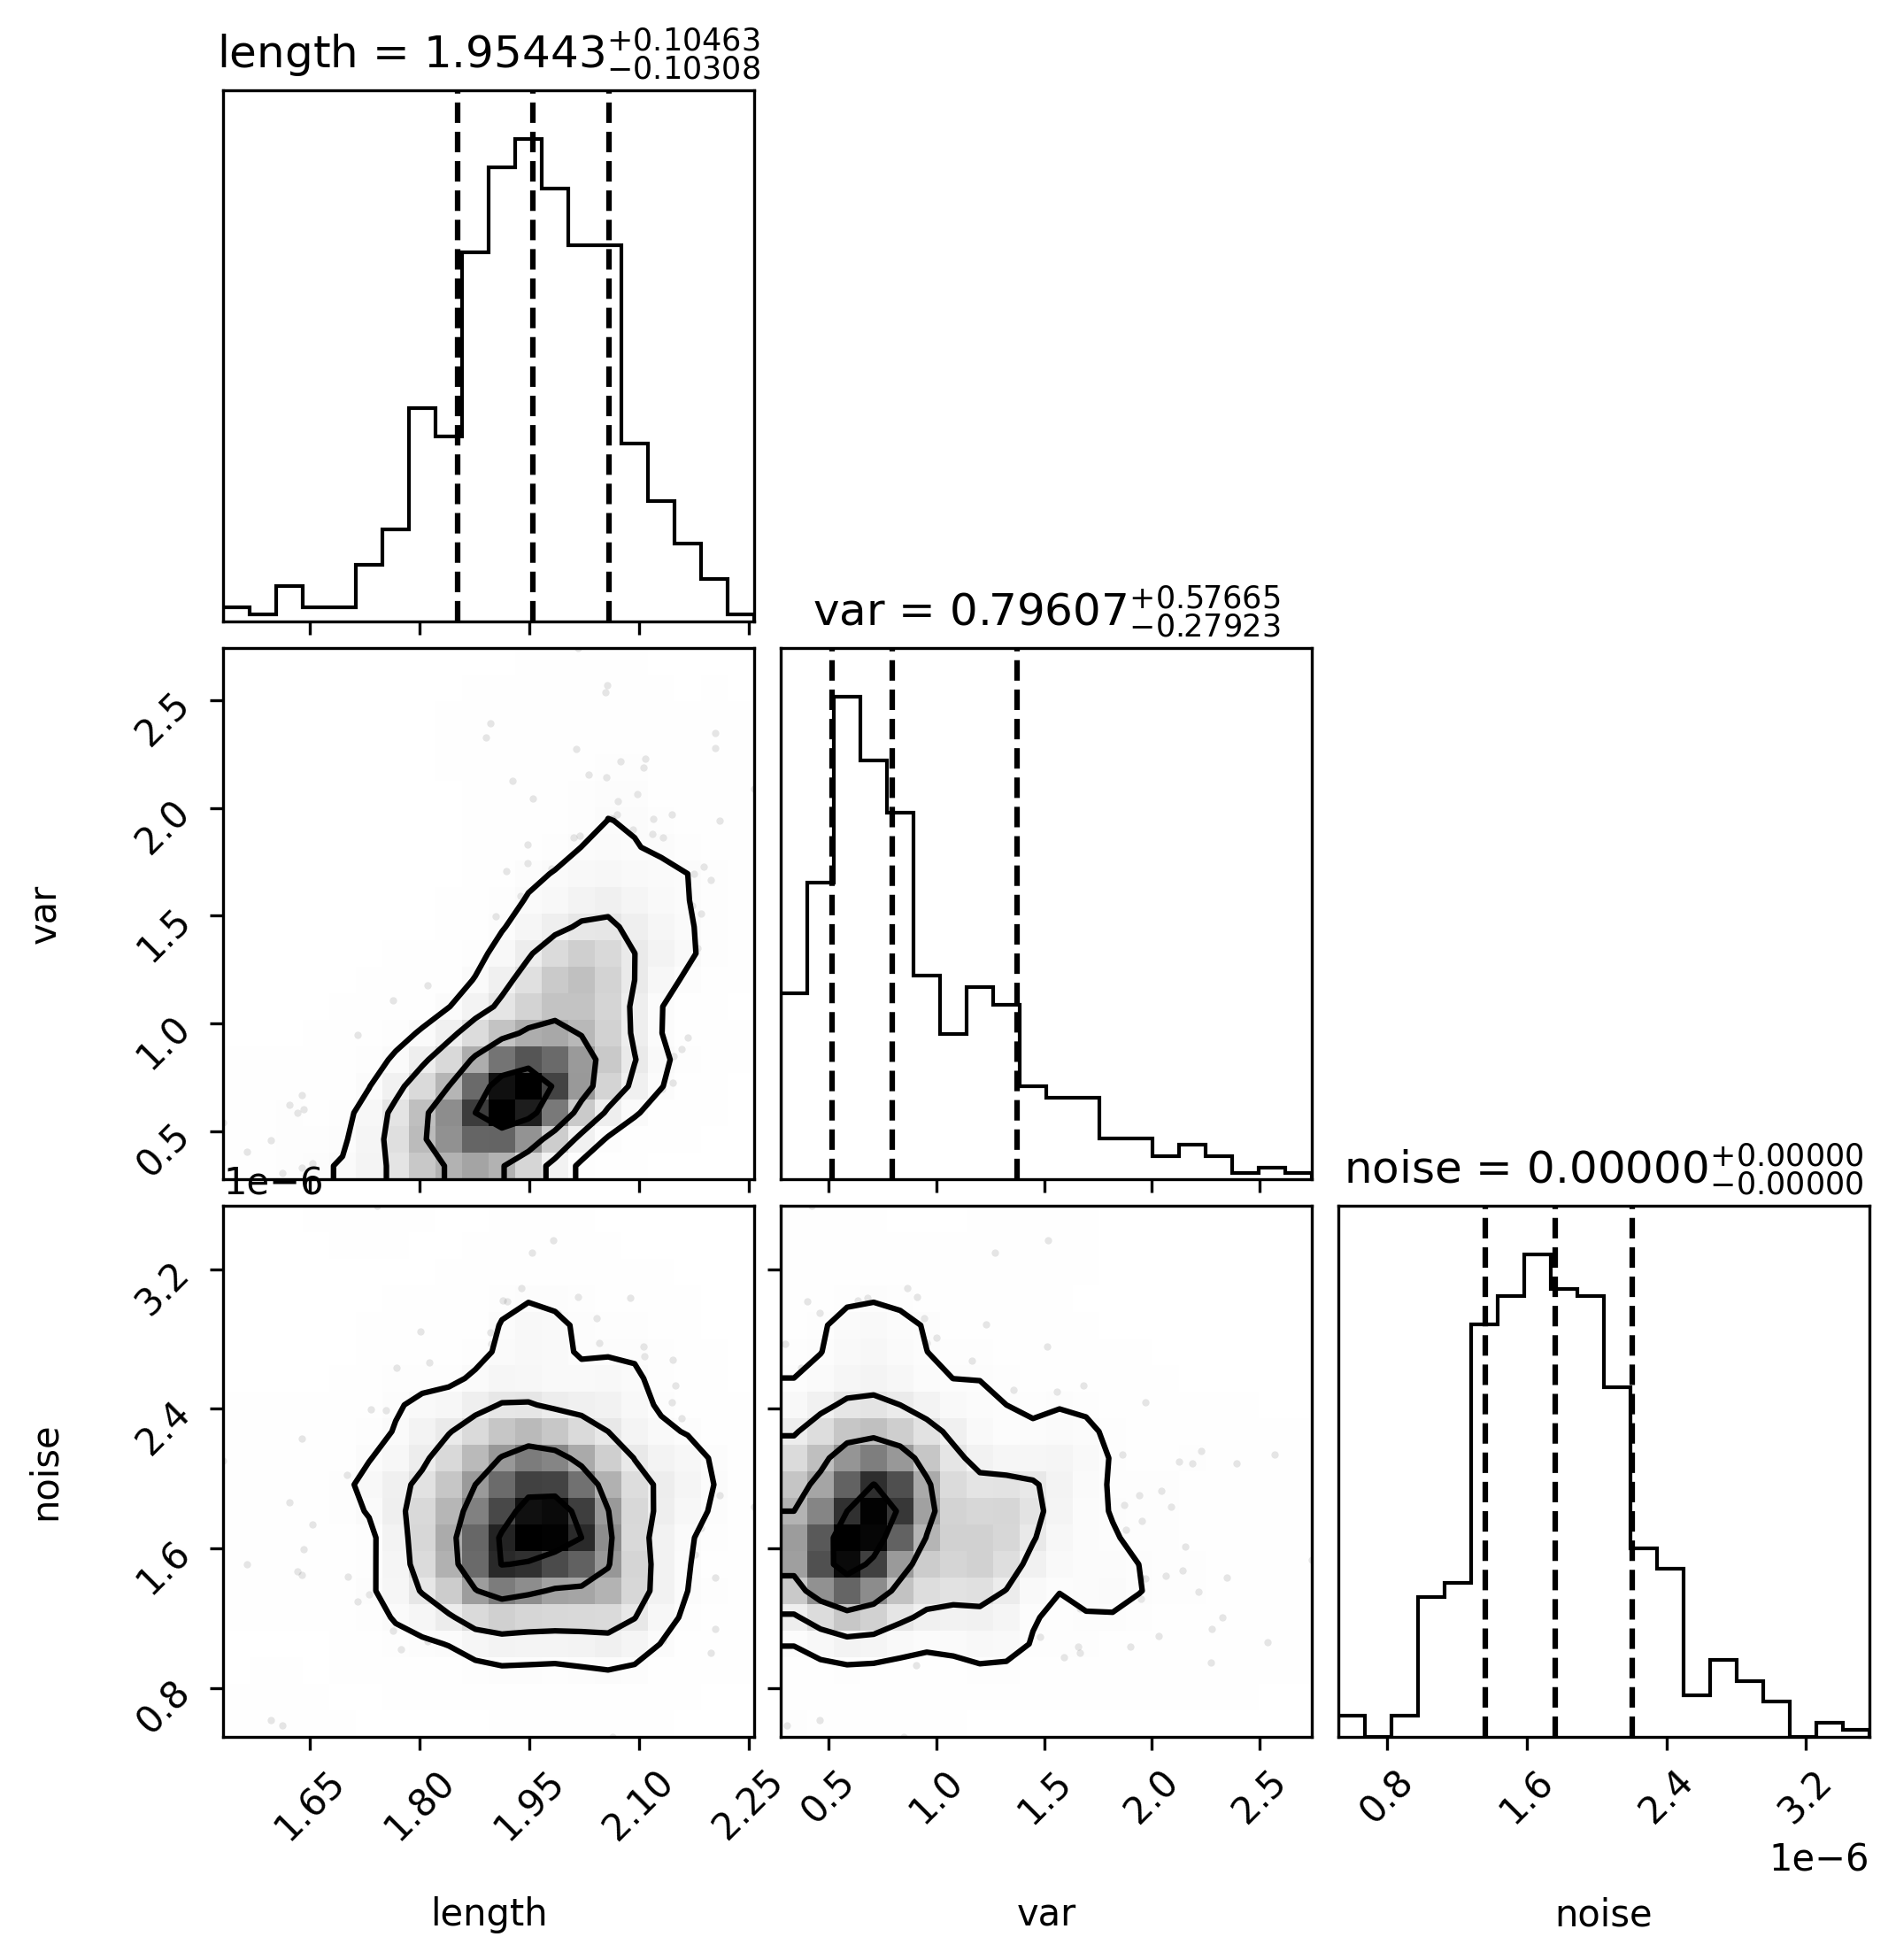 length = 1.95443+0.10463−0.10308
var = 0.79607+0.57665−0.27923
2.5
2.0
1.5
1.0
0.5
var
1e−6
noise = 0.00000+0.00000−0.00000
3.2
2.4
1.6
0.8
noise
1.65 1.80 1.95 2.10 2.25 0.5 1.0 1.5 2.0 2.5 0.8 1.6 2.4 3.2
1e−6
length var noise